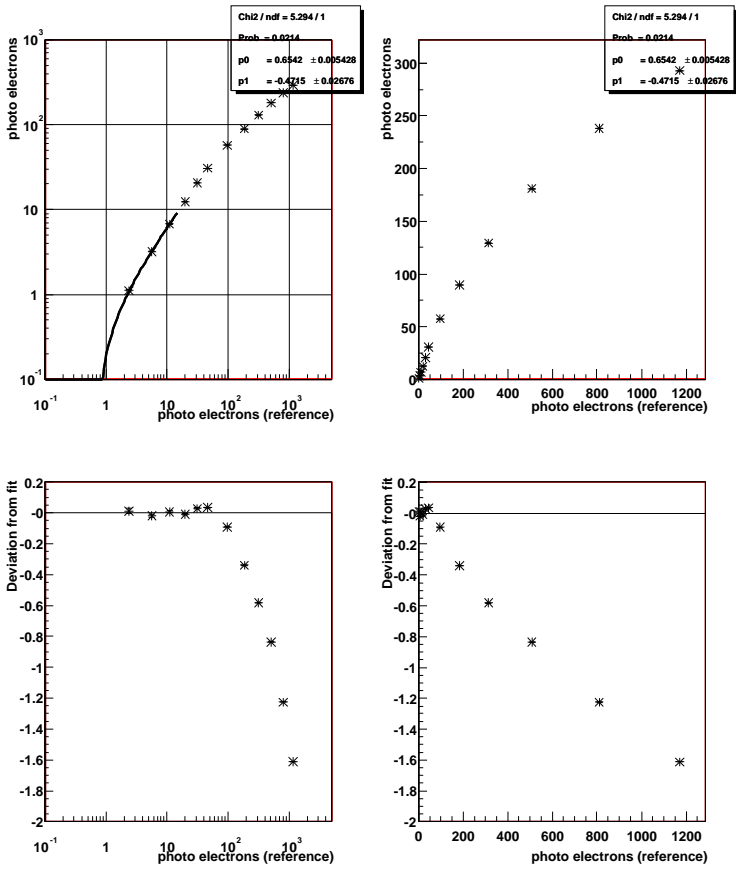 Chi2 / ndf = 5.294 / 1
Prob = 0.0214
p0 = 0.6542 ± 0.005428
p1 = -0.4715 ± 0.02676
photo electrons
10^3
10^2
10
1
10^-1
10^-1 1 10 10^2 10^3
photo electrons (reference)
Chi2 / ndf = 5.294 / 1
Prob = 0.0214
p0 = 0.6542 ± 0.005428
p1 = -0.4715 ± 0.02676
photo electrons
300
250
200
150
100
50
0
0 200 400 600 800 1000 1200
photo electrons (reference)
Deviation from fit
0.2
-0
-0.2
-0.4
-0.6
-0.8
-1
-1.2
-1.4
-1.6
-1.8
-2
10^-1 1 10 10^2 10^3
photo electrons (reference)
Deviation from fit
0.2
-0
-0.2
-0.4
-0.6
-0.8
-1
-1.2
-1.4
-1.6
-1.8
-2
0 200 400 600 800 1000 1200
photo electrons (reference)